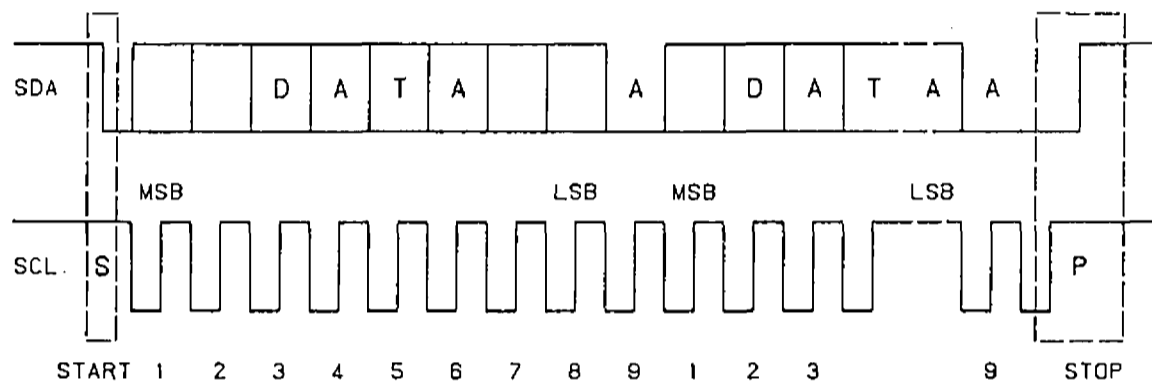 SDA D A T A A D A T A A
MSB LSB MSB LSB
SCL. S P
START 1 2 3 4 5 6 7 8 9 1 2 3 9 STOP